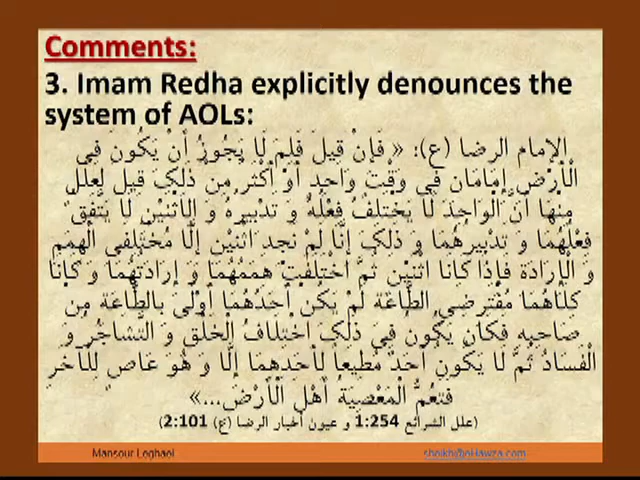 Comments:
3. Imam Redha explicitly denounces the
system of AOLs:
الإمام الرضا (ع): « فَإِنْ قِيلَ فَلِمَ لَا يَجُوزُ أَنْ يَكُونَ فِي
الْأَرْضِ إِمَامَانِ فِي وَقْتٍ وَاحِدٍ أَوْ أَكْثَرُ مِنْ ذَلِكَ قِيلَ لِعِلَلٍ
مِنْهَا أَنَّ الْوَاحِدَ لَا يَخْتَلِفُ فِعْلُهُ وَ تَدْبِيرُهُ وَ الِاثْنَيْنِ لَا يَتَّفِقُ
فِعْلُهُمَا وَ تَدْبِيرُهُمَا وَ ذَلِكَ إِنَّا لَمْ نَجِدِ اثْنَيْنِ إِلَّا مُخْتَلِفَيِ الْهِمَمِ
وَ الْإِرَادَةِ فَإِذَا كَانَا اثْنَيْنِ ثُمَّ اخْتَلَفَتْ هِمَمُهُمَا وَ إِرَادَتُهُمَا وَ كَانَا
كِلَاهُمَا مُفْتَرِضَيِ الطَّاعَةِ لَمْ يَكُنْ أَحَدُهُمَا أَوْلَى بِالطَّاعَةِ مِنْ
صَاحِبِهِ فَكَانَ يَكُونُ فِي ذَلِكَ اخْتِلَافُ الْخَلْقِ وَ التَّشَاجُرُ وَ
الْفَسَادُ ثُمَّ لَا يَكُونُ أَحَدٌ مُطِيعاً لِأَحَدِهِمَا إِلَّا وَ هُوَ عَاصٍ لِلْآخَرِ
فَتَعُمُّ الْمَعْصِيَةُ أَهْلَ الْأَرْضِ...»
(علل الشرائع 1:254 و عيون أخبار الرضا (ع) 2:101)
Mansour Leghaei
sheikh@eHawza.com